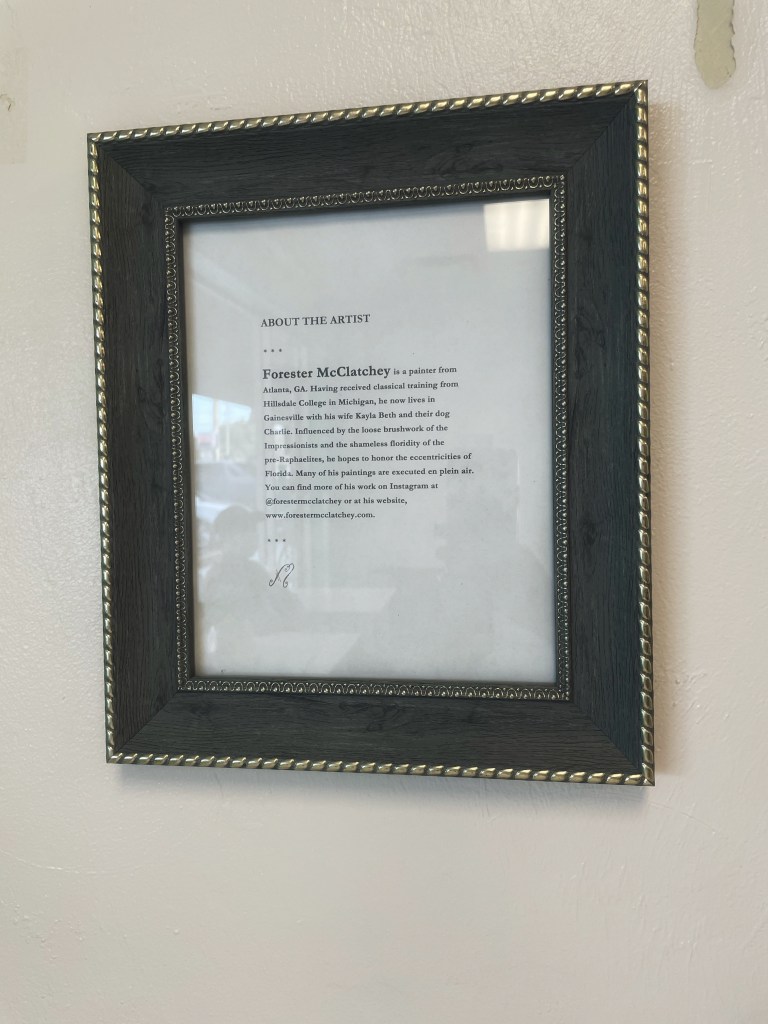 ABOUT THE ARTIST
* * *
Forester McClatchey is a painter from
Atlanta, GA. Having received classical training from
Hillsdale College in Michigan, he now lives in
Gainesville with his wife Kayla Beth and their dog
Charlie. Influenced by the loose brushwork of the
Impressionists and the shameless floridity of the
pre-Raphaelites, he hopes to honor the eccentricities of
Florida. Many of his paintings are executed en plein air.
You can find more of his work on Instagram at
@forestermcclatchey or at his website,
www.forestermcclatchey.com.
* * *